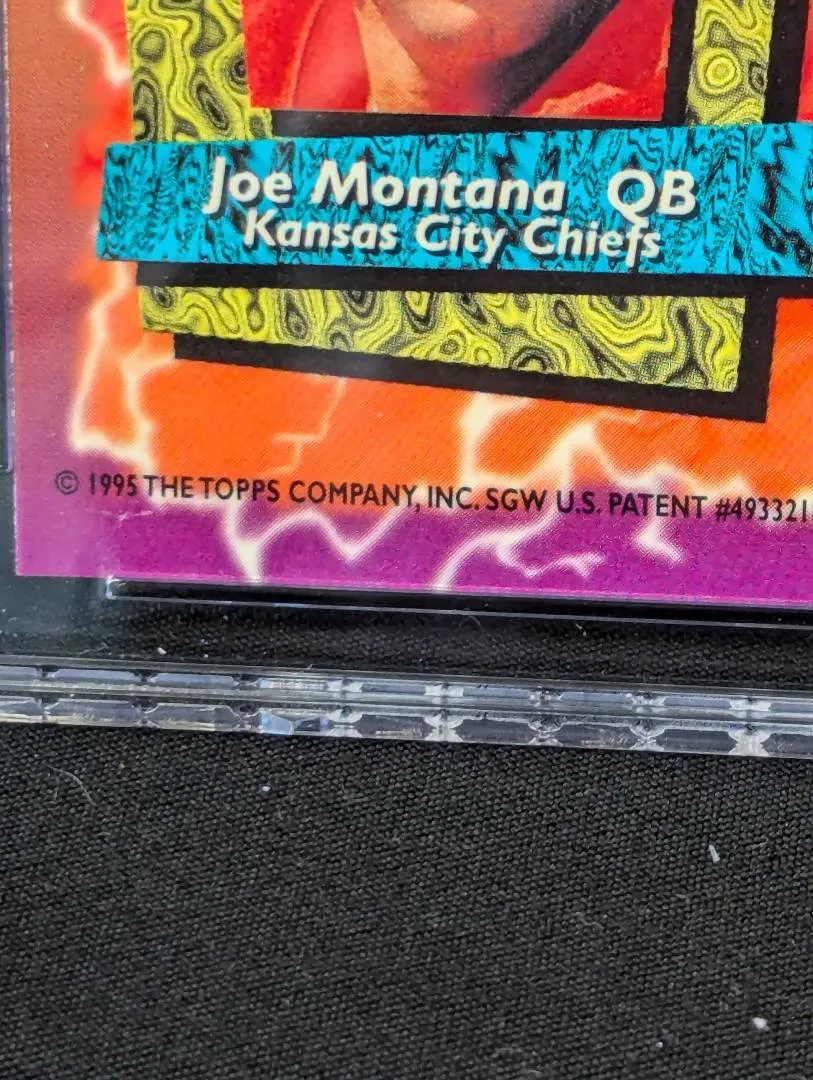 Joe Montana QB
Kansas City Chiefs
© 1995 THE TOPPS COMPANY, INC. SGW U.S. PATENT #493321